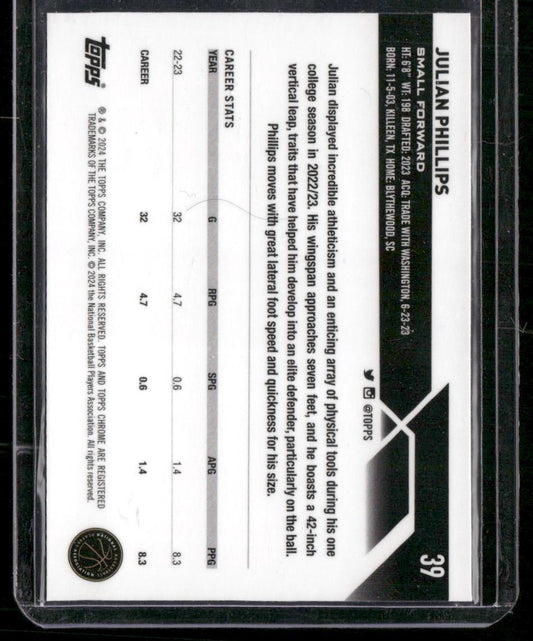 39
JULIAN PHILLIPS
SMALL FORWARD
HT: 6'8" WT: 198 DRAFTED: 2023 ACQ: TRADE WITH WASHINGTON, 6-23-23
BORN: 11-5-03, KILLEEN, TX HOME: BLYTHEWOOD, SC
@TOPPS
Julian displayed incredible athleticism and an enticing array of physical tools during his one
college season in 2022/23. His wingspan approaches seven feet, and he boasts a 42-inch
vertical leap, traits that have helped him develop into an elite defender, particularly on the ball.
Phillips moves with great lateral foot speed and quickness for his size.
CAREER STATS
YEAR G RPG SPG APG PPG
22-23 32 4.7 0.6 1.4 8.3
CAREER 32 4.7 0.6 1.4 8.3
topps
® & © 2024 THE TOPPS COMPANY, INC. ALL RIGHTS RESERVED. TOPPS AND TOPPS CHROME ARE REGISTERED
TRADEMARKS OF THE TOPPS COMPANY, INC. © 2024 the National Basketball Players Association. All rights reserved.